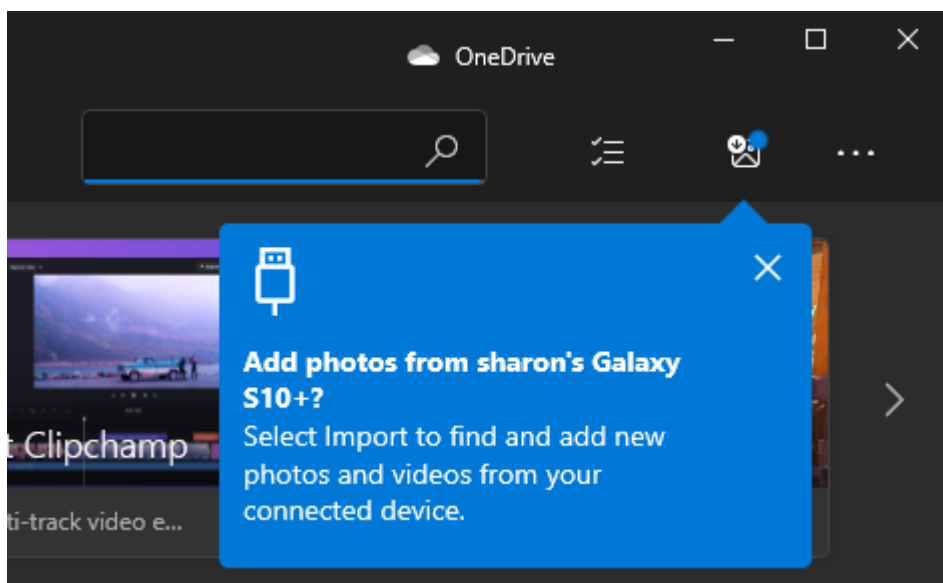 OneDrive
Add photos from sharon's Galaxy
S10+?
Select Import to find and add new
photos and videos from your
connected device.
t Clipchamp
ti-track video e...